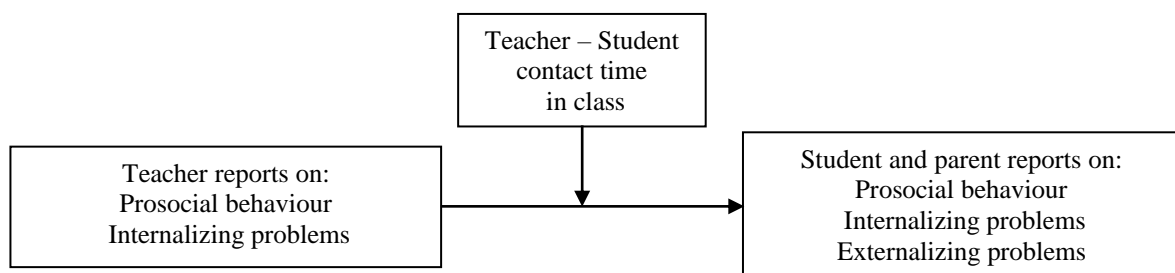 Teacher – Student
contact time
in class
Teacher reports on:
Prosocial behaviour
Internalizing problems
Student and parent reports on:
Prosocial behaviour
Internalizing problems
Externalizing problems